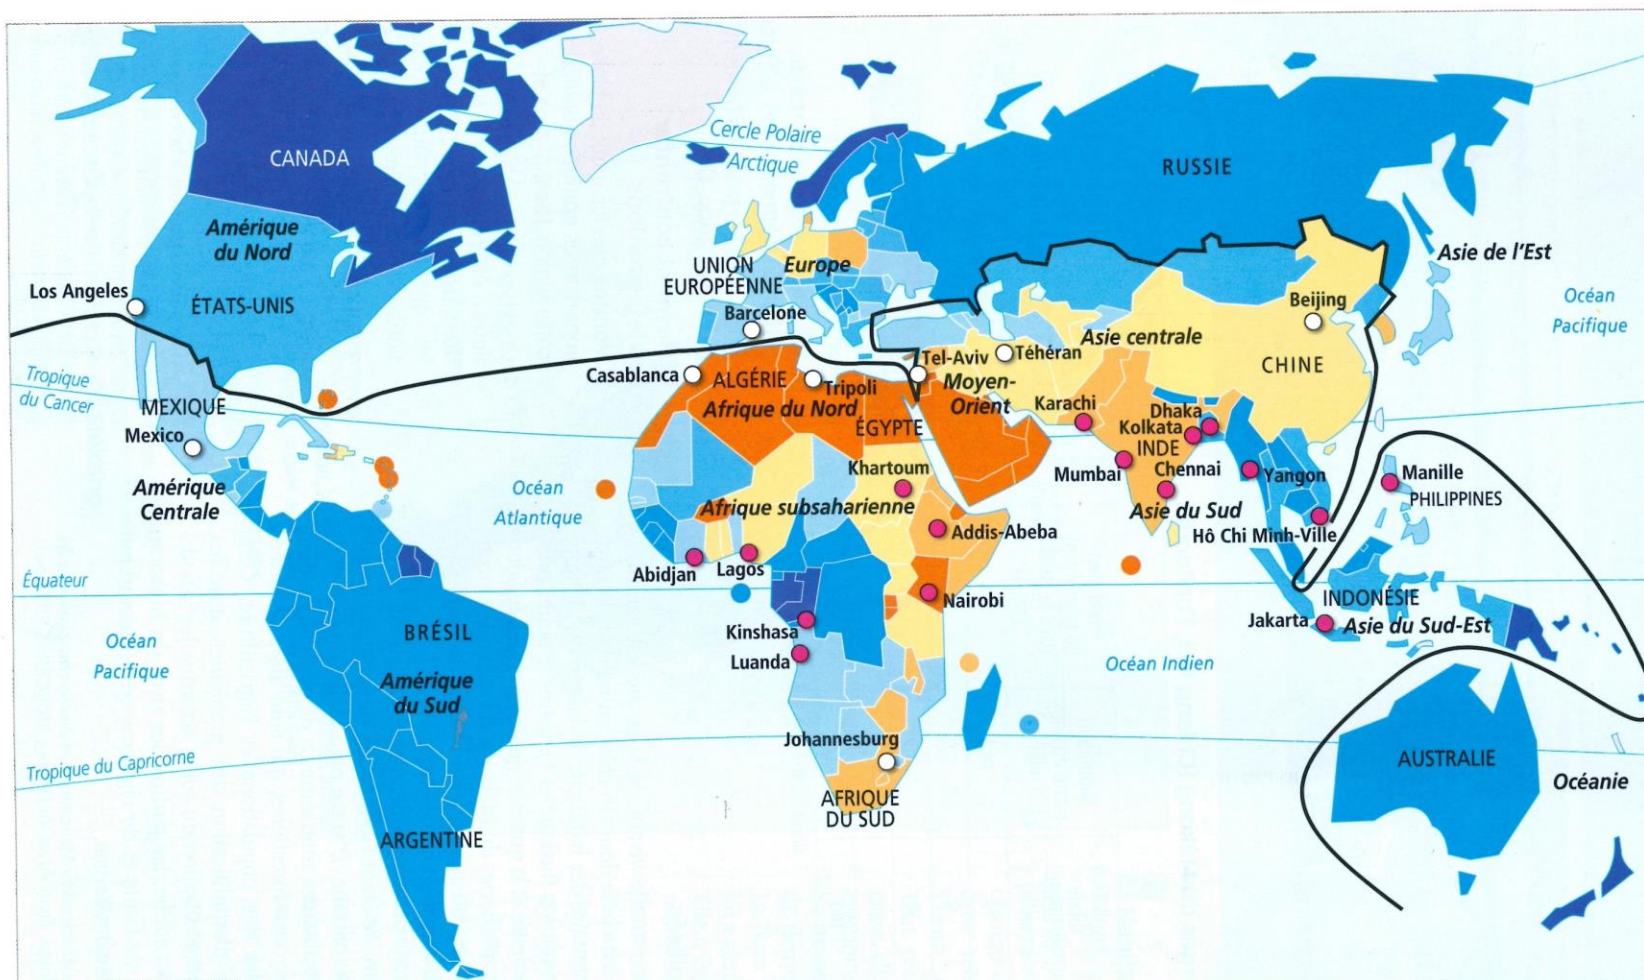 Cercle Polaire
Arctique
CANADA
RUSSIE
Amérique
du Nord
Asie de l'Est
UNION
EUROPÉENNE
Europe
Los Angeles
ÉTATS-UNIS
Barcelone
Beijing
Océan
Pacifique
Asie centrale
Tel-Aviv
Téhéran
CHINE
Tropique
du Cancer
Casablanca
ALGÉRIE
Tripoli
Moyen-
Orient
MEXIQUE
Afrique du Nord
Karachi
Dhaka
Kolkata
Mexico
ÉGYPTE
INDE
Khartoum
Mumbai
Chennai
Yangon
Manille
PHILIPPINES
Amérique
Centrale
Océan
Atlantique
Afrique subsaharienne
Asie du Sud
Hô Chi Minh-Ville
Addis-Abeba
Abidjan
Lagos
Équateur
Nairobi
INDONÉSIE
Jakarta
Asie du Sud-Est
Kinshasa
Luanda
BRÉSIL
Océan
Pacifique
Océan Indien
Amérique
du Sud
Johannesburg
Tropique du Capricorne
AUSTRALIE
Océanie
AFRIQUE
DU SUD
ARGENTINE